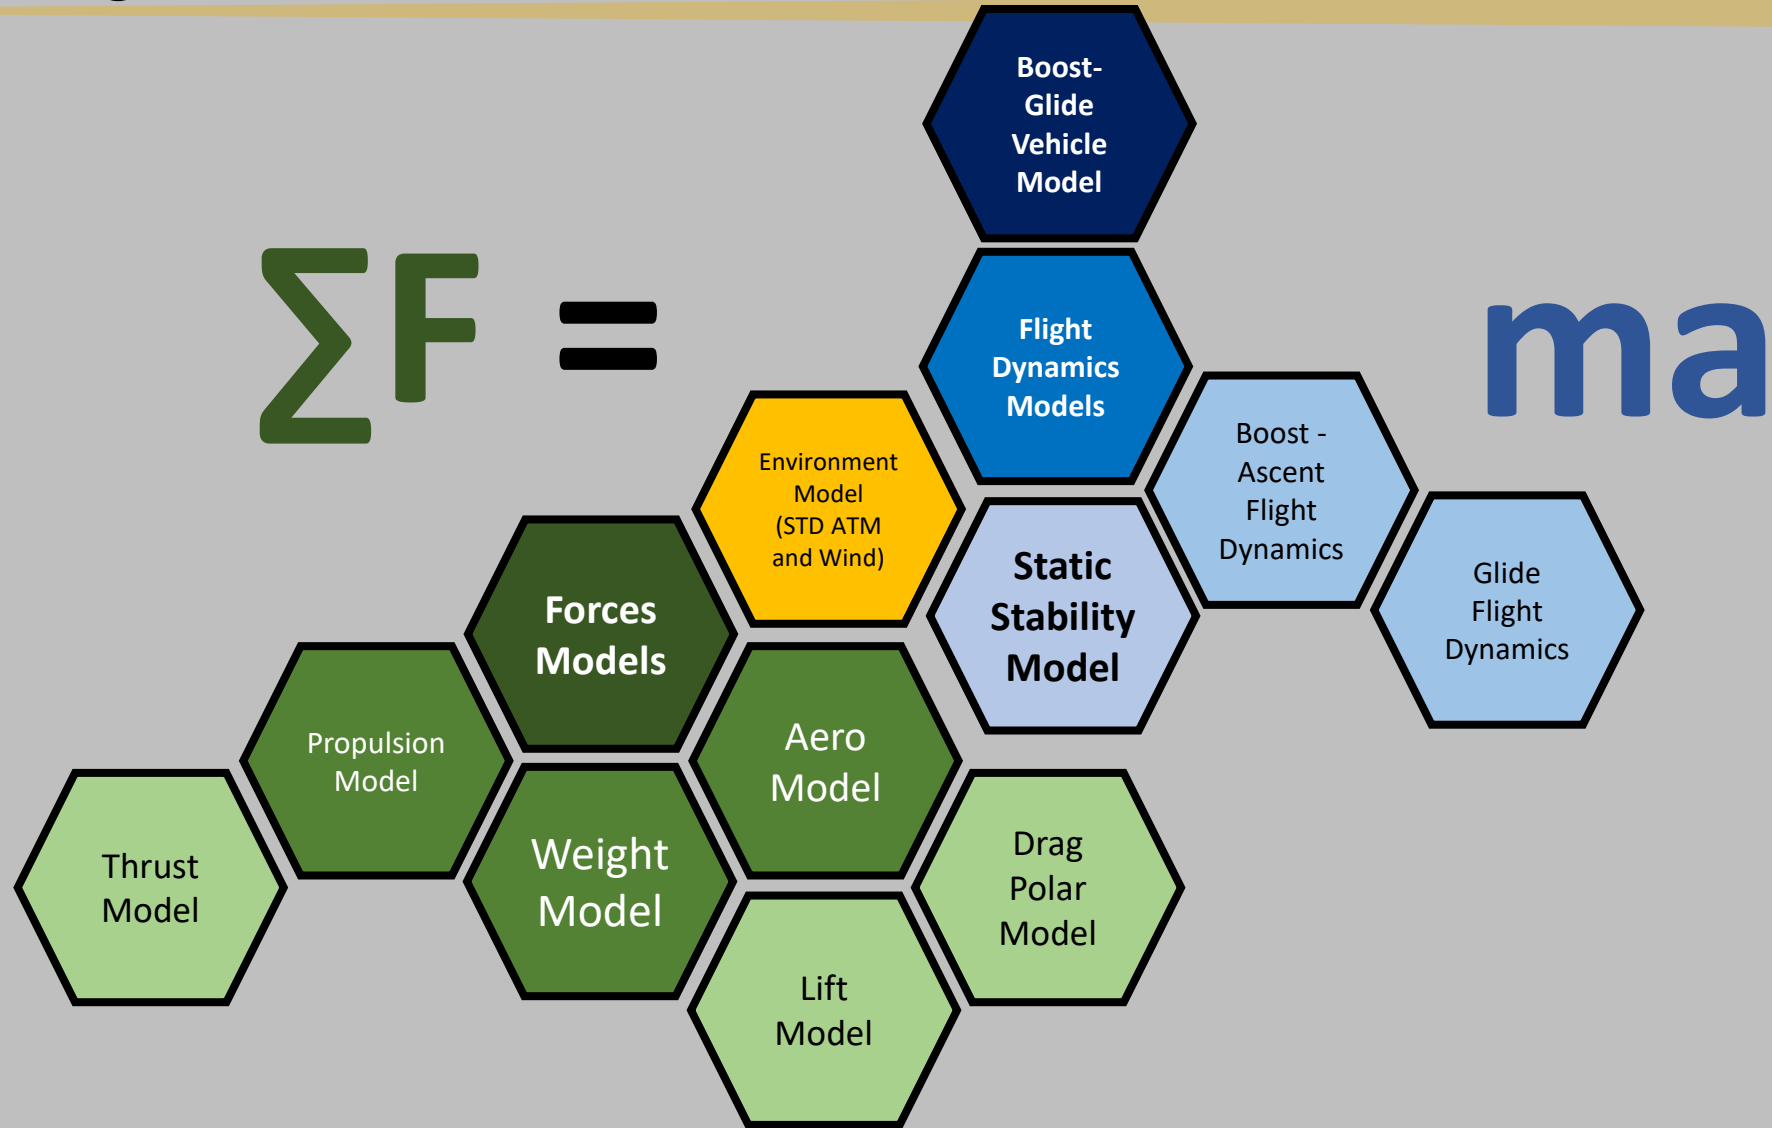 Boost-
Glide
Vehicle
Model
∑F =
ma
Flight
Dynamics
Models
Environment
Model
(STD ATM
and Wind)
Boost -
Ascent
Flight
Dynamics
Forces
Models
Static
Stability
Model
Glide
Flight
Dynamics
Propulsion
Model
Aero
Model
Thrust
Model
Weight
Model
Drag
Polar
Model
Lift
Model